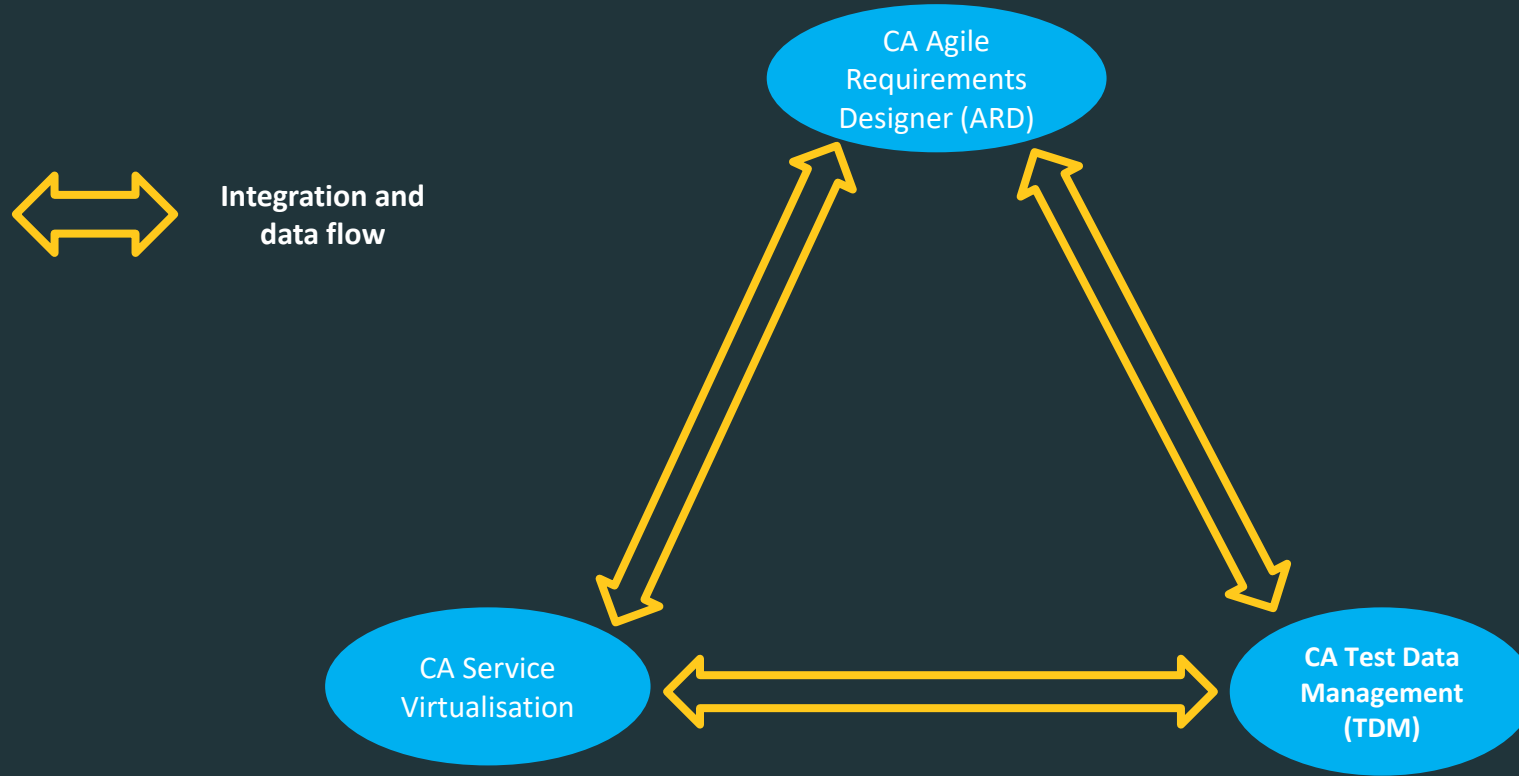 CA Agile
Requirements
Designer (ARD)
Integration and
data flow
CA Service
Virtualisation
CA Test Data
Management
(TDM)